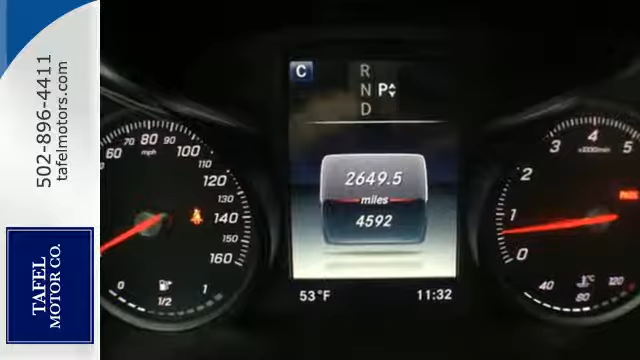 502-896-4411
tafelmotors.com
TAFEL
MOTOR CO.
60 70 80 90 100 110 120 130 140 150 160
mph
0 1/2 1
C
R
N P
D
2649.5
miles
4592
53°F 11:32
0 1 2 3 4 5
40 80 120
°C